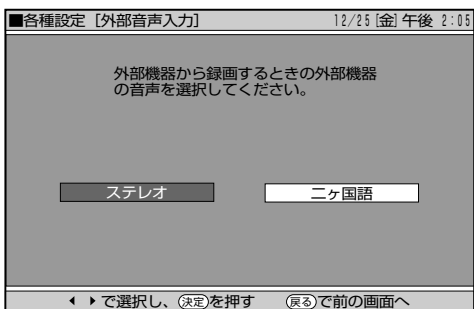 ■各種設定［外部音声入力］ 12/25[金]午後 2:05
外部機器から録画するときの外部機器
の音声を選択してください。
ステレオ 二ヶ国語
で選択し、決定を押す 戻るで前の画面へ